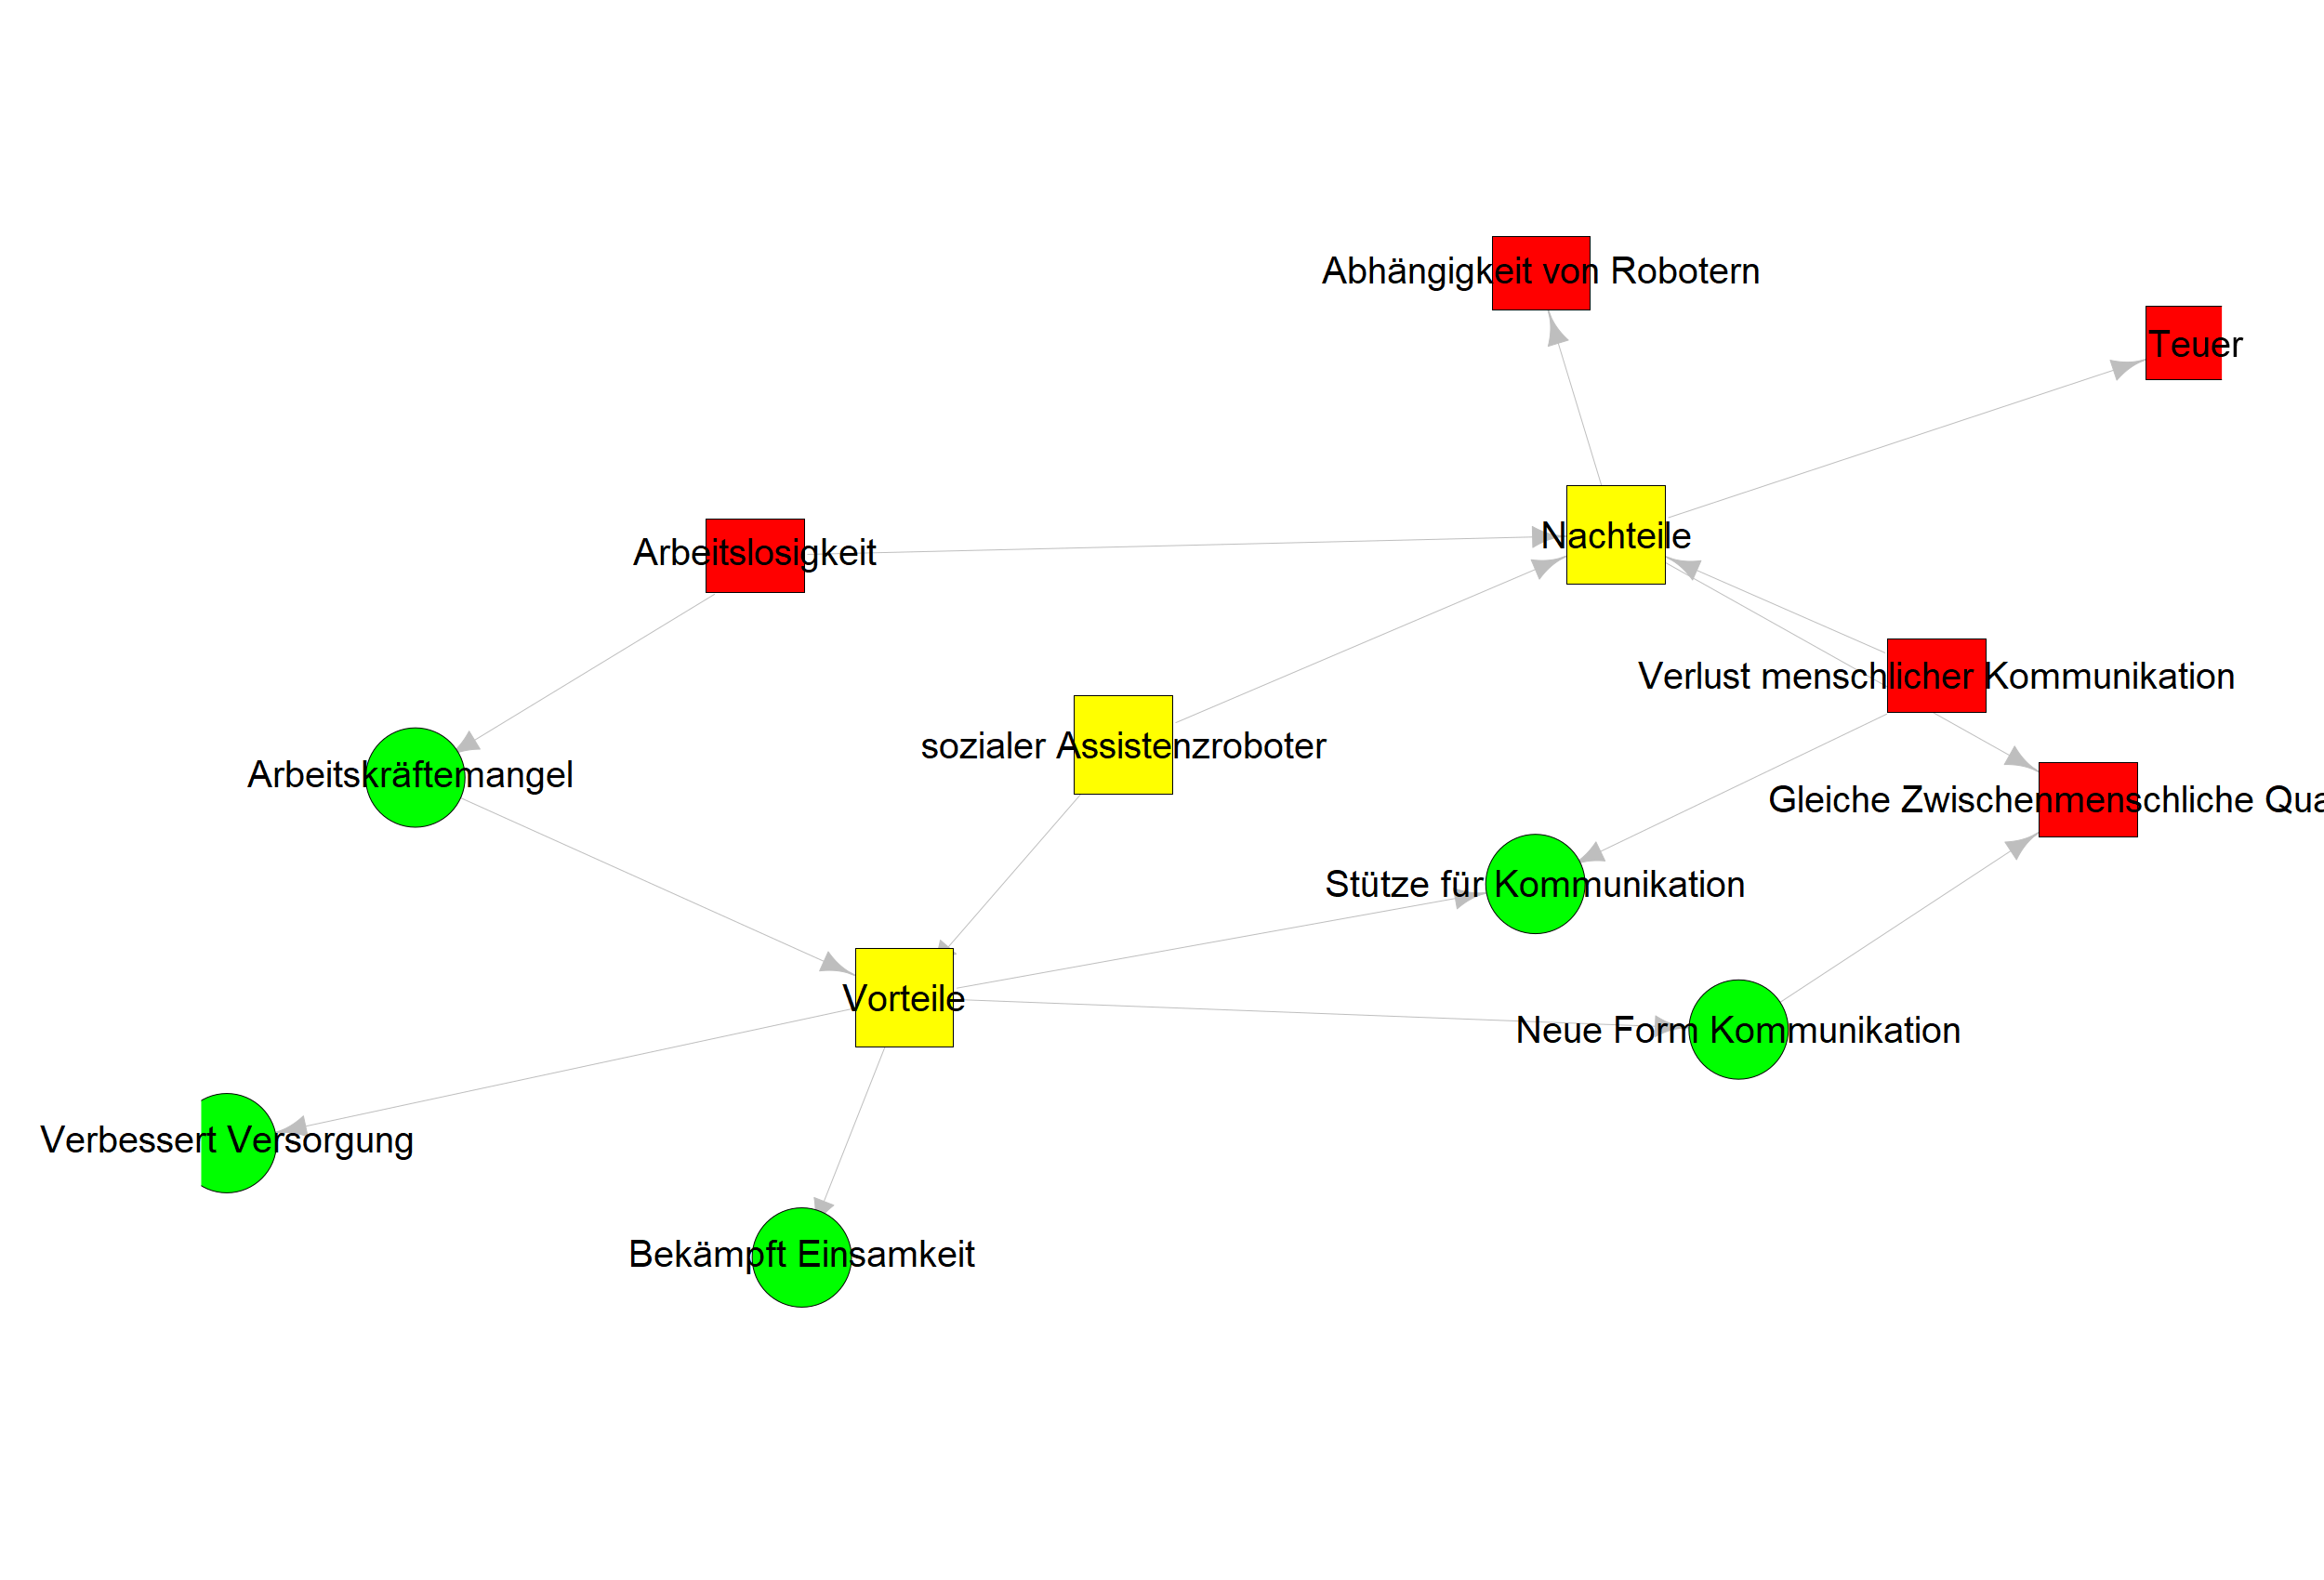 Abhängigkeit von Robotern
Teuer
Nachteile
Arbeitslosigkeit
Verlust menschlicher Kommunikation
sozialer Assistenzroboter
Arbeitskräftemangel
Gleiche Zwischenmenschliche
Stütze für Kommunikation
Vorteile
Neue Form Kommunikation
Verbessert Versorgung
Bekämpft Einsamkeit